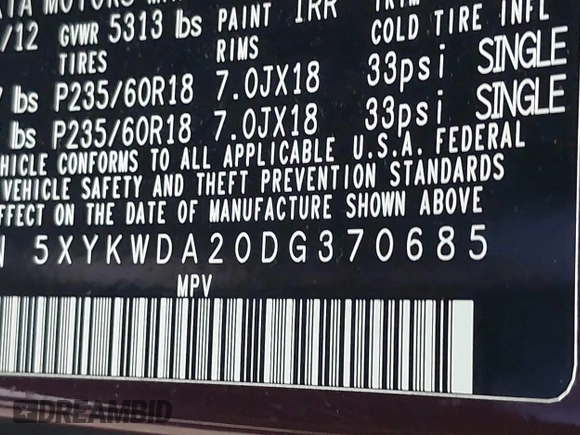 MOTORS
/12 GVWR 5313 lbs PAINT IRR
COLD TIRE INFL
TIRES RIMS
lbs P235/60R18 7.0JX18 33psi SINGLE
lbs P235/60R18 7.0JX18 33psi SINGLE
HICLE CONFORMS TO ALL APPLICABLE U.S.A. FEDERAL
VEHICLE SAFETY AND THEFT PREVENTION STANDARDS
FFECT ON THE DATE OF MANUFACTURE SHOWN ABOVE
5XYKWDA20DG370685
MPV
DREAMBID